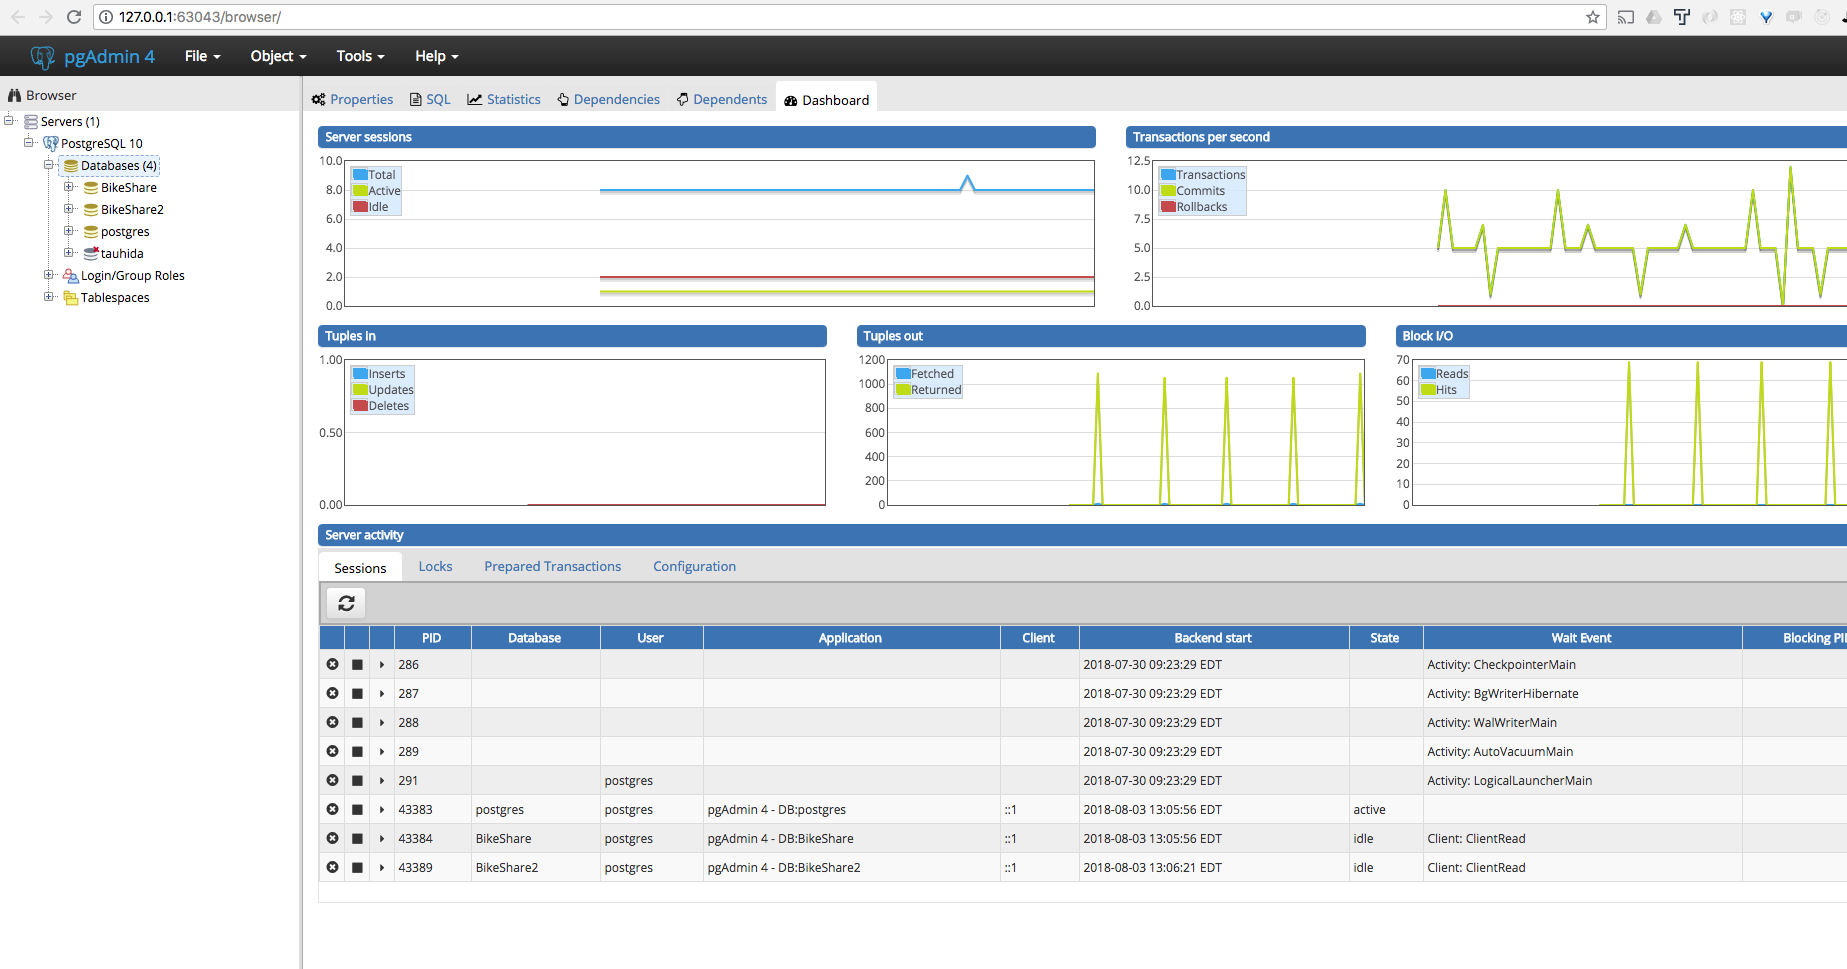 127.0.0.1:63043/browser/
pgAdmin 4 File Object Tools Help
Browser
Servers (1)
PostgreSQL 10
Databases (4)
BikeShare
BikeShare2
postgres
tauhida
Login/Group Roles
Tablespaces
Properties SQL Statistics Dependencies Dependents Dashboard
Server sessions
10.0
8.0
6.0
4.0
2.0
0.0
Total
Active
Idle
Transactions per second
12.5
10.0
7.5
5.0
2.5
0.0
Transactions
Commits
Rollbacks
Tuples in
1.00
0.50
0.00
Inserts
Updates
Deletes
Tuples out
1200
1000
800
600
400
200
0
Fetched
Returned
Block I/O
70
60
50
40
30
20
10
0
Reads
Hits
Server activity
Sessions Locks Prepared Transactions Configuration
PID Database User Application Client Backend start State Wait Event Blocking PI
286 2018-07-30 09:23:29 EDT Activity: CheckpointerMain
287 2018-07-30 09:23:29 EDT Activity: BgWriterHibernate
288 2018-07-30 09:23:29 EDT Activity: WalWriterMain
289 2018-07-30 09:23:29 EDT Activity: AutoVacuumMain
291 postgres 2018-07-30 09:23:29 EDT Activity: LogicalLauncherMain
43383 postgres postgres pgAdmin 4 - DB:postgres ::1 2018-08-03 13:05:56 EDT active
43384 BikeShare postgres pgAdmin 4 - DB:BikeShare ::1 2018-08-03 13:05:56 EDT idle Client: ClientRead
43389 BikeShare2 postgres pgAdmin 4 - DB:BikeShare2 ::1 2018-08-03 13:06:21 EDT idle Client: ClientRead